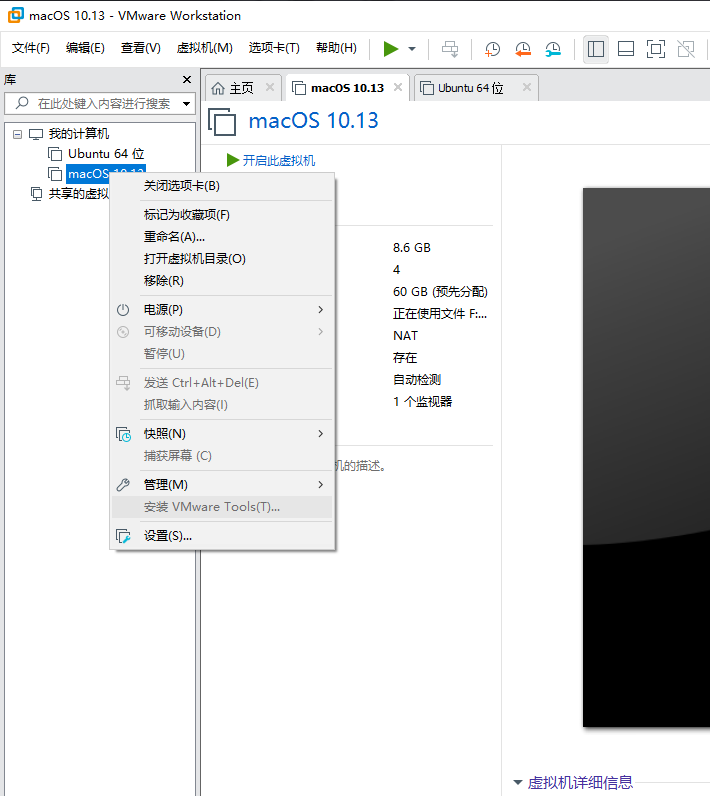 macOS 10.13 - VMware Workstation
文件(F) 编辑(E) 查看(V) 虚拟机(M) 选项卡(T) 帮助(H)
库
在此处键入内容进行搜索
主页 macOS 10.13 Ubuntu 64 位
我的计算机
Ubuntu 64 位
macOS 10.13
共享的虚拟
macOS 10.13
开启此虚拟机
关闭选项卡(B)
标记为收藏项(F)
重命名(A)...
打开虚拟机目录(O)
移除(R)
电源(P)
可移动设备(D)
暂停(U)
发送 Ctrl+Alt+Del(E)
抓取输入内容(I)
快照(N)
捕获屏幕 (C)
管理(M)
安装 VMware Tools(T)...
设置(S)...
8.6 GB
4
60 GB (预先分配)
正在使用文件 F:...
NAT
存在
自动检测
1 个监视器
机的描述。
虚拟机详细信息